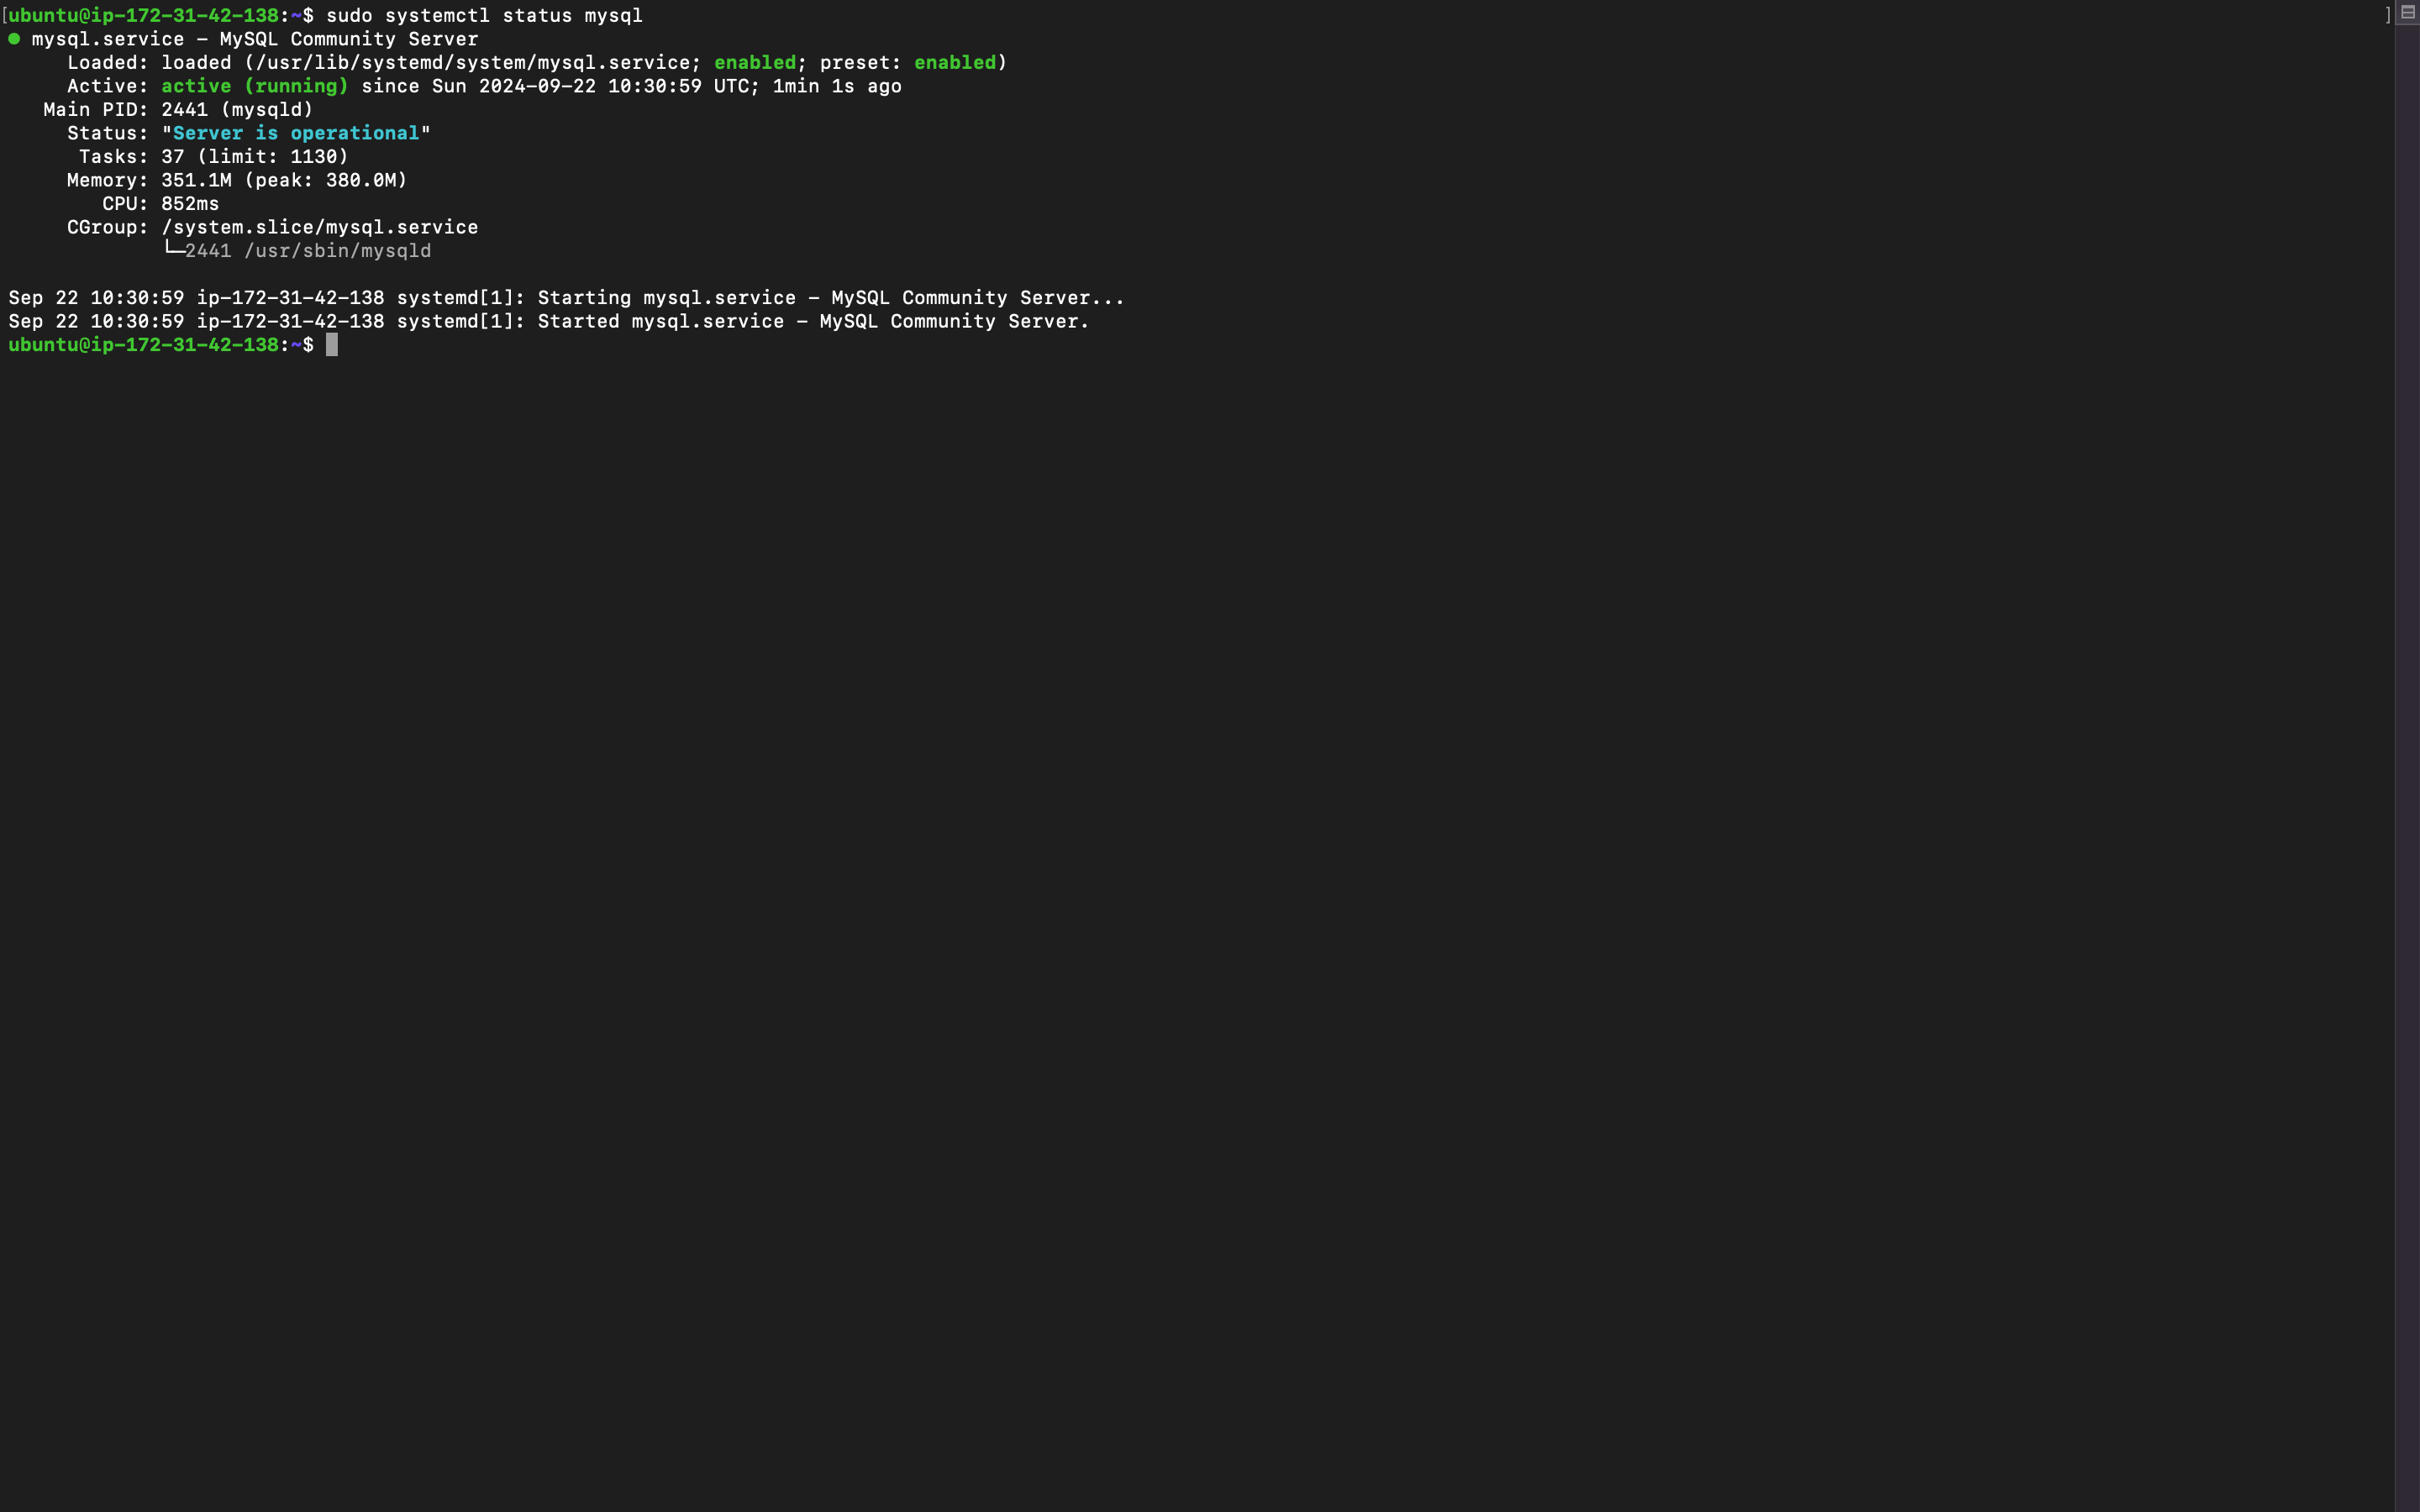 [ubuntu@ip-172-31-42-138:~$ sudo systemctl status mysql ]
● mysql.service - MySQL Community Server
     Loaded: loaded (/usr/lib/systemd/system/mysql.service; enabled; preset: enabled)
     Active: active (running) since Sun 2024-09-22 10:30:59 UTC; 1min 1s ago
   Main PID: 2441 (mysqld)
     Status: "Server is operational"
      Tasks: 37 (limit: 1130)
     Memory: 351.1M (peak: 380.0M)
        CPU: 852ms
     CGroup: /system.slice/mysql.service
             └─2441 /usr/sbin/mysqld
Sep 22 10:30:59 ip-172-31-42-138 systemd[1]: Starting mysql.service - MySQL Community Server...
Sep 22 10:30:59 ip-172-31-42-138 systemd[1]: Started mysql.service - MySQL Community Server.
ubuntu@ip-172-31-42-138:~$